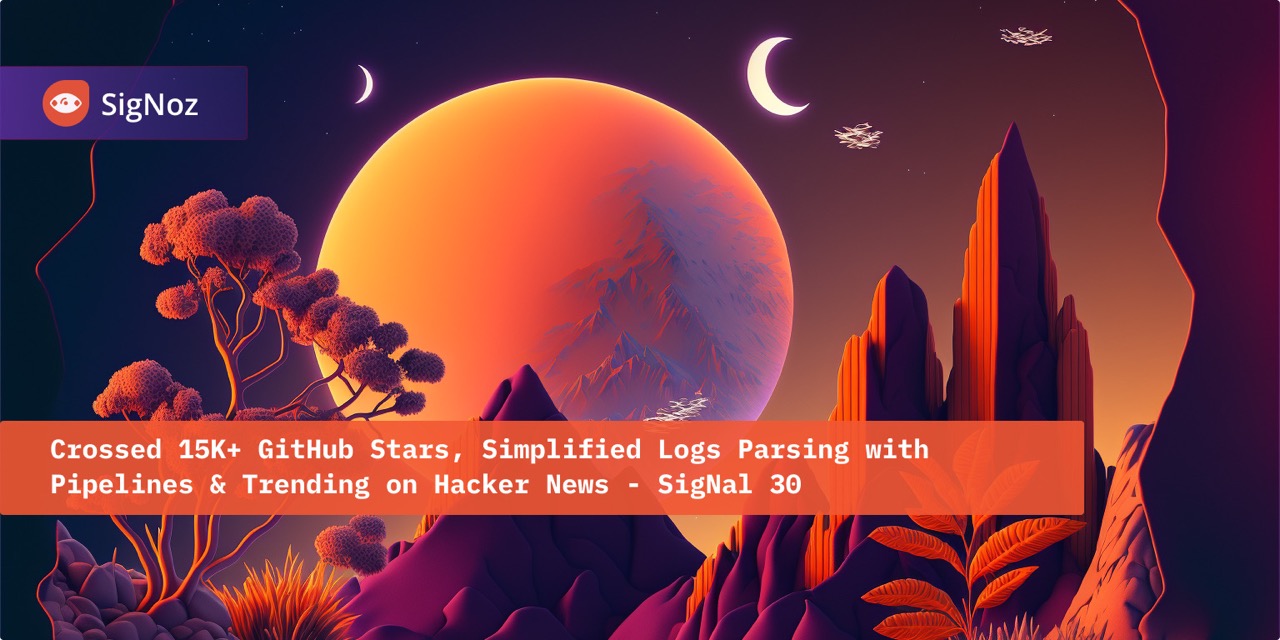 SigNoz
Crossed 15K+ GitHub Stars, Simplified Logs Parsing with
Pipelines & Trending on Hacker News - SigNal 30